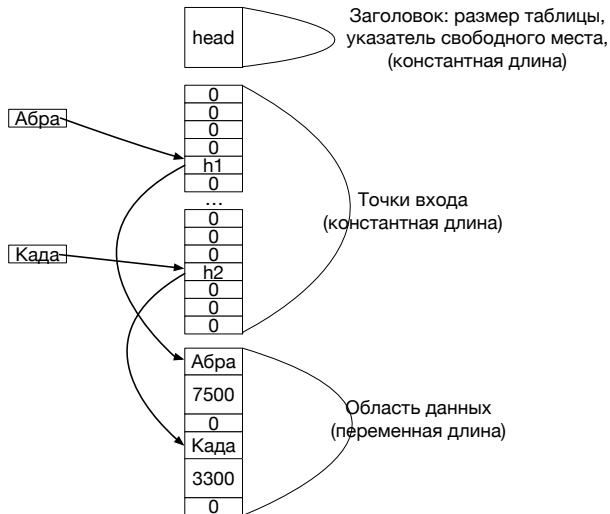 head
Заголовок: размер таблицы,
указатель свободного места,
(константная длина)
0
0
0
0
h1
0
...
0
0
0
h2
0
0
0
Абра
Када
Точки входа
(константная длина)
Абра
7500
0
Када
3300
0
Область данных
(переменная длина)